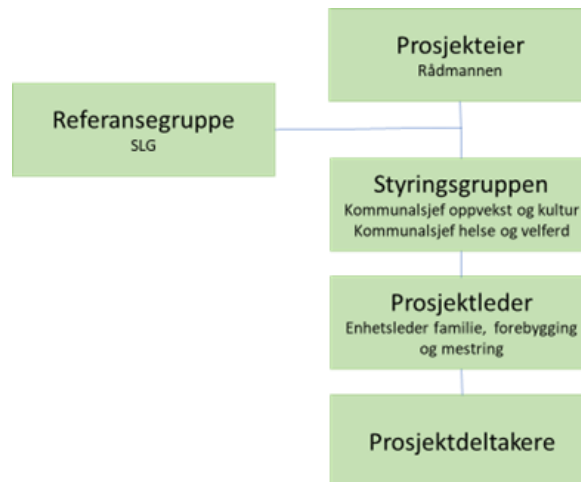 Prosjekteier
Rådmannen
Referansegruppe
SLG
Styringsgruppen
Kommunalsjef oppvekst og kultur
Kommunalsjef helse og velferd
Prosjektleder
Enhetsleder familie, forebygging
og mestring
Prosjektdeltakere